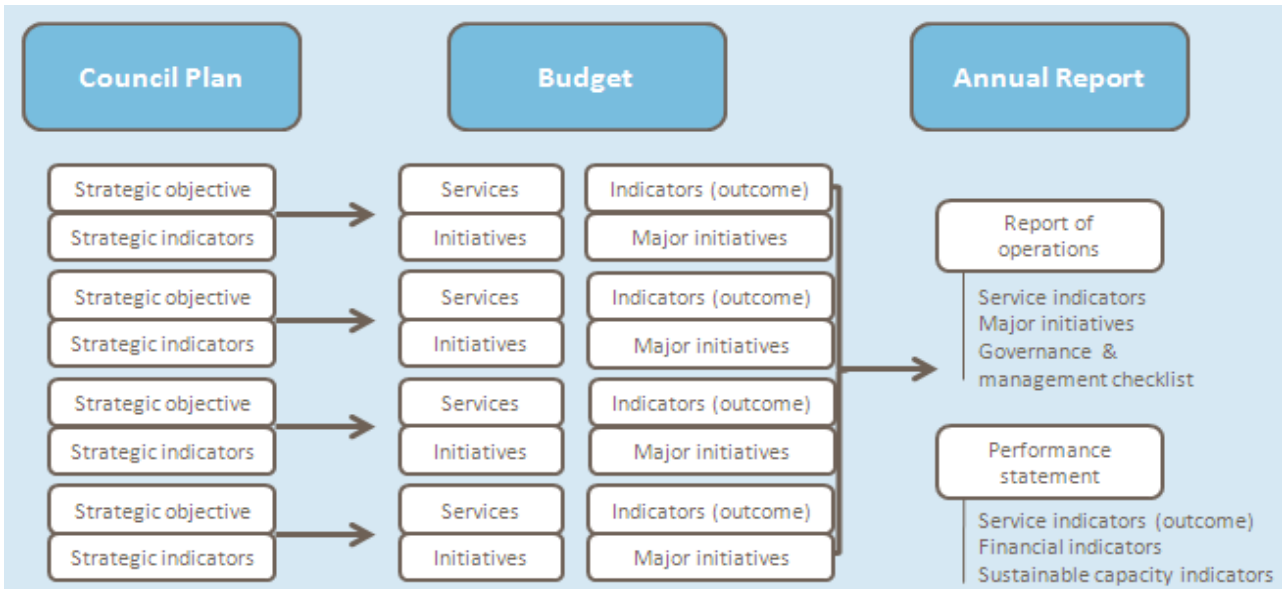 Council Plan
Budget
Annual Report
Strategic objective
Strategic indicators
Services
Initiatives
Indicators (outcome)
Major initiatives
Strategic objective
Strategic indicators
Services
Initiatives
Indicators (outcome)
Major initiatives
Strategic objective
Strategic indicators
Services
Initiatives
Indicators (outcome)
Major initiatives
Strategic objective
Strategic indicators
Services
Initiatives
Indicators (outcome)
Major initiatives
Report of
operations
Service indicators
Major initiatives
Governance &
management checklist
Performance
statement
Service indicators (outcome)
Financial indicators
Sustainable capacity indicators